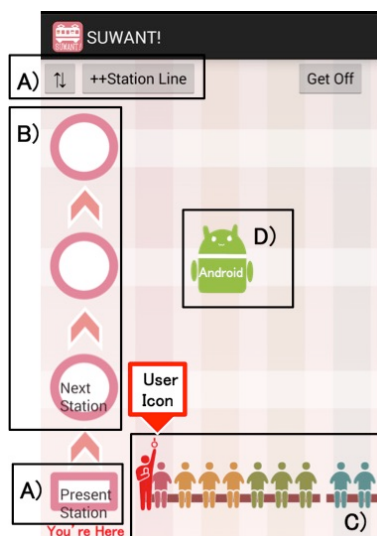 SUWANT!
SUWANT!
A) ⇅ ++Station Line Get Off
B)
D)
Android
Next
Station
User
Icon
A)
Present
Station
You're Here
C)